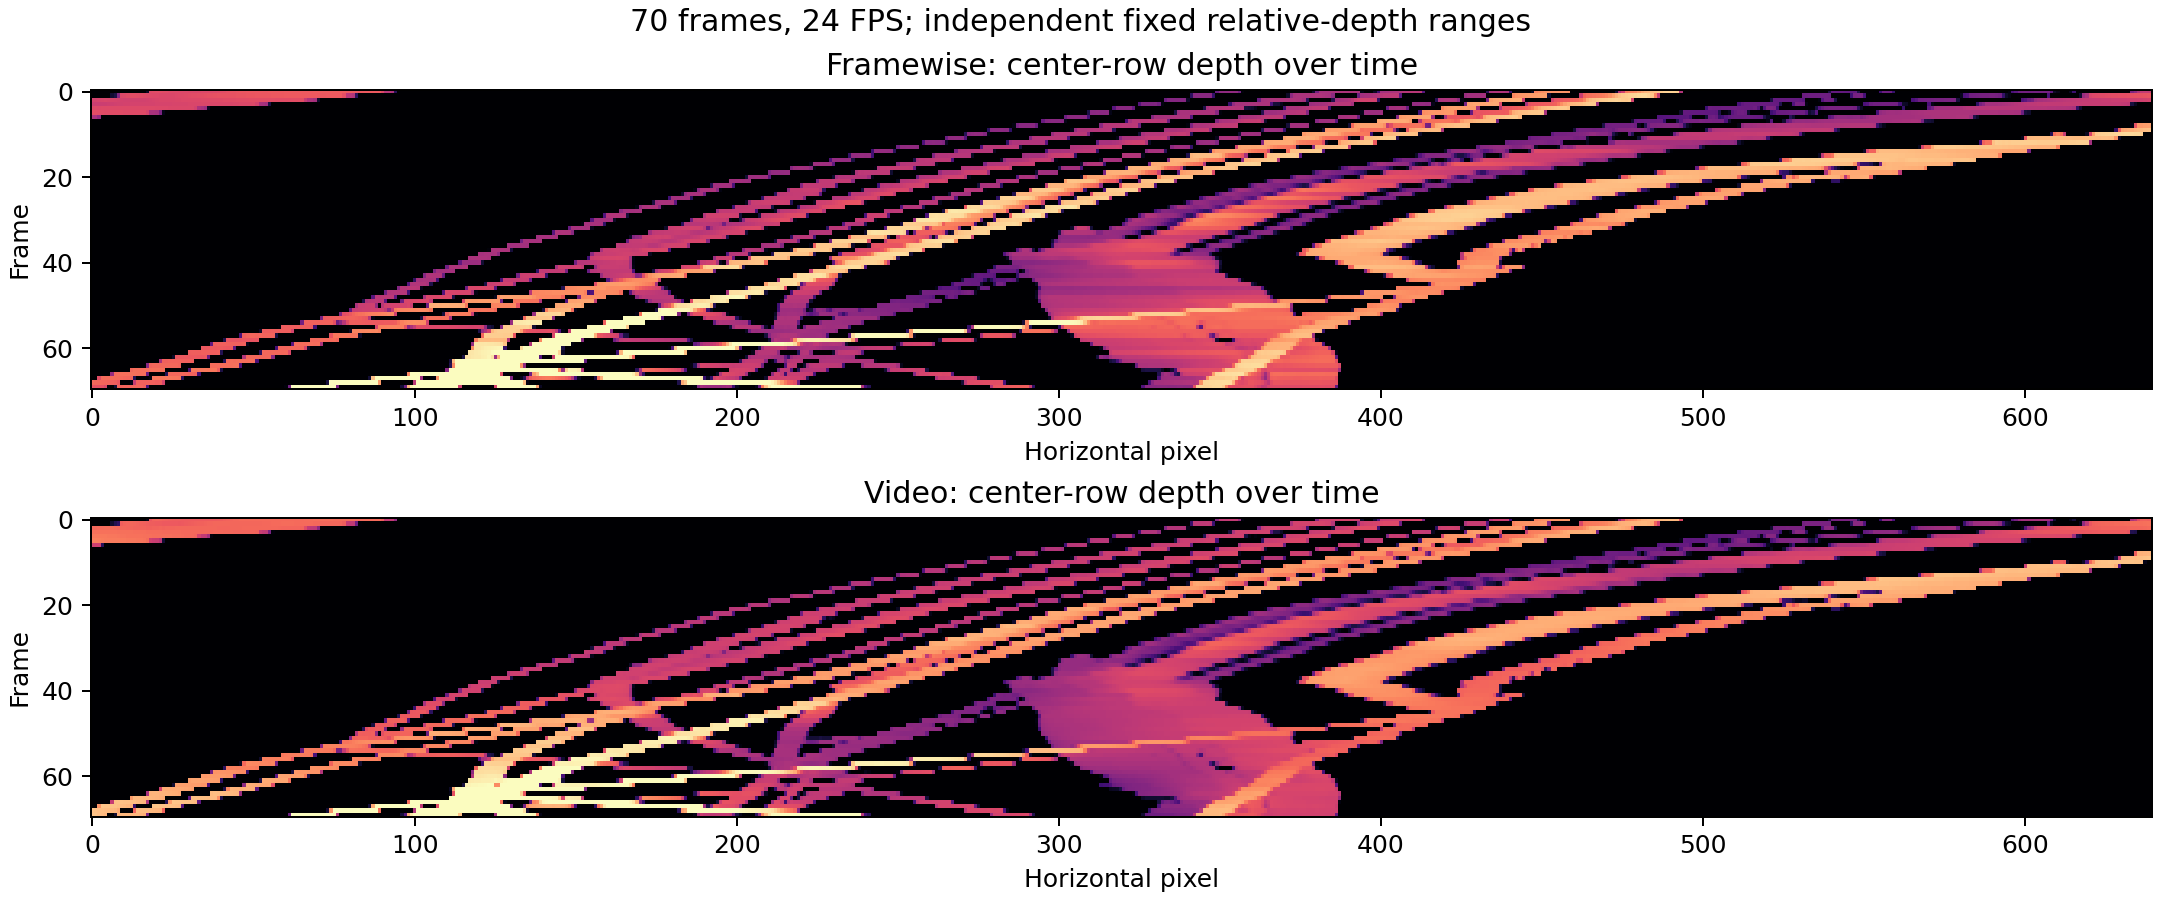 70 frames, 24 FPS; independent fixed relative-depth ranges
Framewise: center-row depth over time
0
20
40
60
Frame
0 100 200 300 400 500 600
Horizontal pixel
Video: center-row depth over time
0
20
40
60
Frame
0 100 200 300 400 500 600
Horizontal pixel